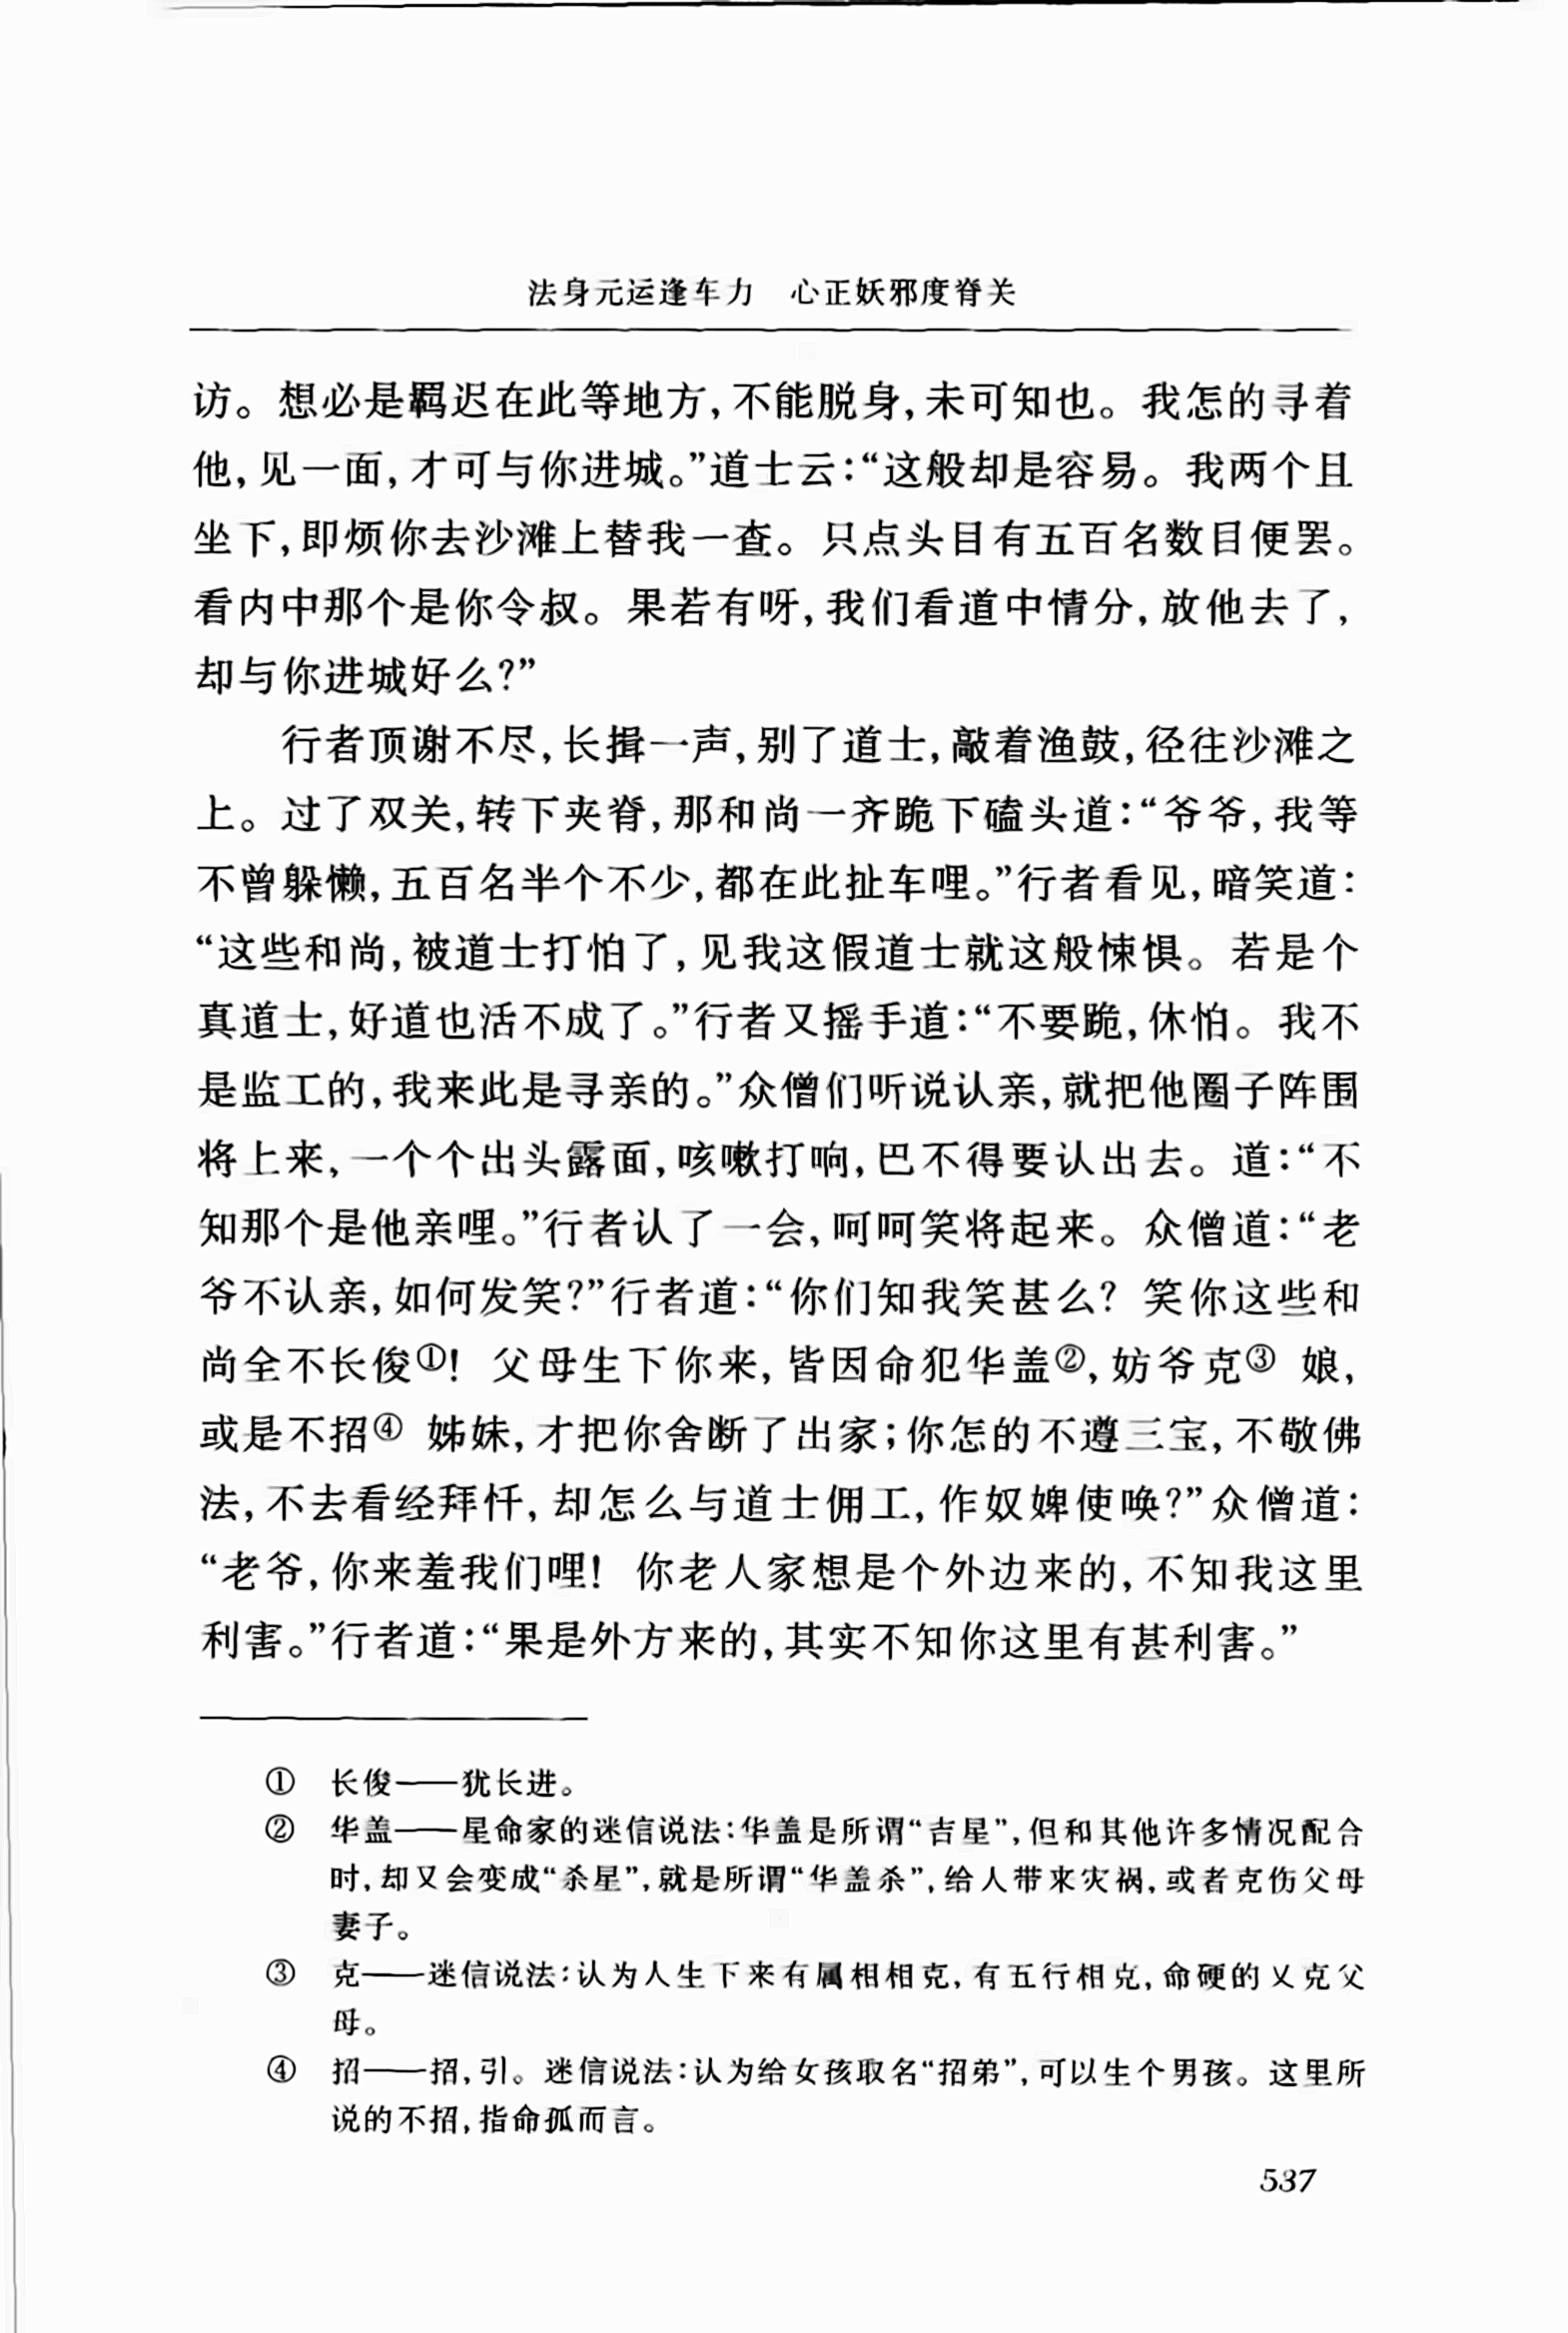 法身元运逢车力　心正妖邪度脊关
访。想必是羁迟在此等地方,不能脱身,未可知也。我怎的寻着
他,见一面,才可与你进城。”道士云:“这般却是容易。我两个且
坐下,即烦你去沙滩上替我一查。只点头目有五百名数目便罢。
看内中那个是你令叔。果若有呀,我们看道中情分,放他去了,
却与你进城好么?”
行者顶谢不尽,长揖一声,别了道士,敲着渔鼓,径往沙滩之
上。过了双关,转下夹脊,那和尚一齐跪下磕头道:“爷爷,我等
不曾躲懒,五百名半个不少,都在此扯车哩。”行者看见,暗笑道:
“这些和尚,被道士打怕了,见我这假道士就这般悚惧。若是个
真道士,好道也活不成了。”行者又摇手道:“不要跪,休怕。我不
是监工的,我来此是寻亲的。”众僧们听说认亲,就把他圈子阵围
将上来,一个个出头露面,咳嗽打响,巴不得要认出去。道:“不
知那个是他亲哩。”行者认了一会,呵呵笑将起来。众僧道:“老
爷不认亲,如何发笑?”行者道:“你们知我笑甚么? 笑你这些和
尚全不长俊①! 父母生下你来,皆因命犯华盖②,妨爷克③ 娘,
或是不招④ 姊妹,才把你舍断了出家;你怎的不遵三宝,不敬佛
法,不去看经拜忏,却怎么与道士佣工,作奴婢使唤?”众僧道:
“老爷,你来羞我们哩! 你老人家想是个外边来的,不知我这里
利害。”行者道:“果是外方来的,其实不知你这里有甚利害。”
① 长俊——犹长进。
② 华盖——星命家的迷信说法:华盖是所谓“吉星”,但和其他许多情况配合
时,却又会变成“杀星”,就是所谓“华盖杀”,给人带来灾祸,或者克伤父母
妻子。
③ 克——迷信说法:认为人生下来有属相相克,有五行相克,命硬的乂克父
母。
④ 招——招,引。迷信说法:认为给女孩取名“招弟”,可以生个男孩。这里所
说的不招,指命孤而言。
537